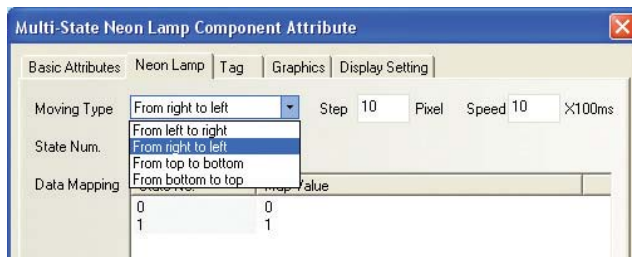 Multi-State Neon Lamp Component Attribute
Basic Attributes Neon Lamp Tag Graphics Display Setting
Moving Type From right to left Step 10 Pixel Speed 10 X100ms
From left to right
State Num. From right to left
From top to bottom
Data Mapping From bottom to top Value
0 0
1 1